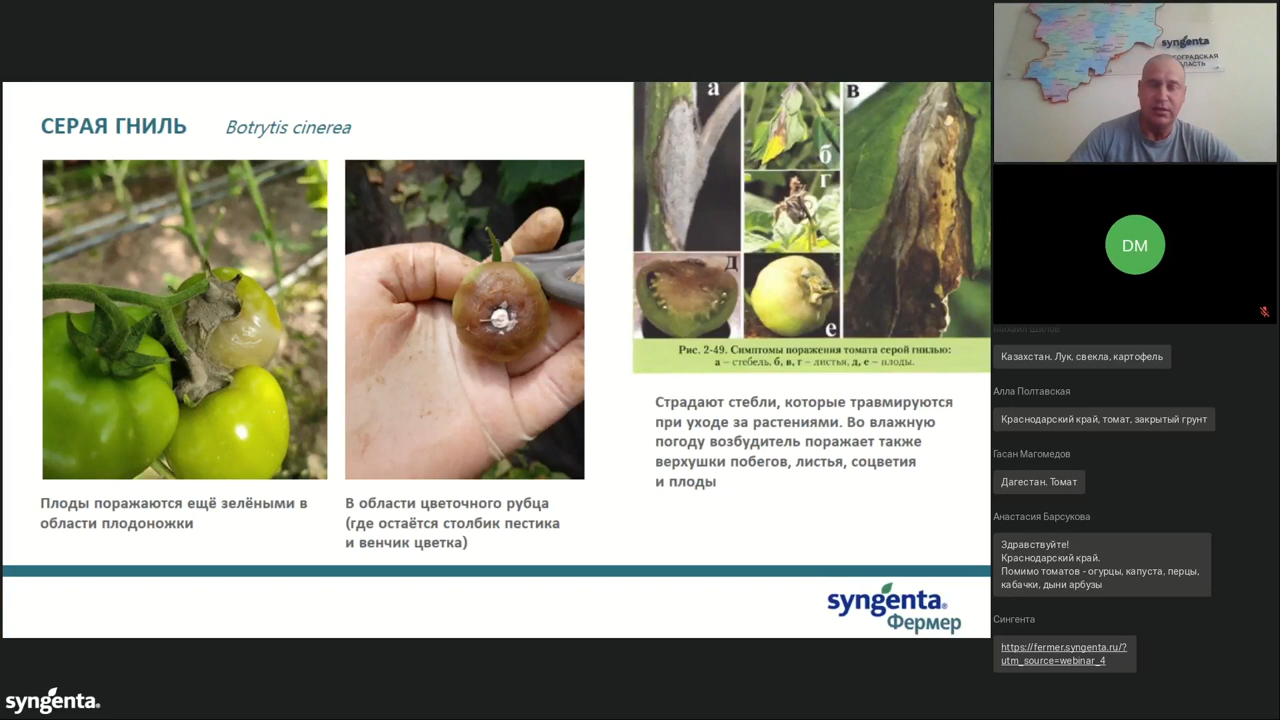 СЕРАЯ ГНИЛЬ
Botrytis cinerea
Плоды поражаются ещё зелёными в
области плодоножки
В области цветочного рубца
(где остаётся столбик пестика
и венчик цветка)
а
б
в
г
д
е
Рис. 2-49. Симптомы поражения томата серой гнилью:
а – стебель, б, в, г – листья, д, е – плоды.
Страдают стебли, которые травмируются
при уходе за растениями. Во влажную
погоду возбудитель поражает также
верхушки побегов, листья, соцветия
и плоды
syngenta®
Фермер
syngenta®
syngenta
DM
Казахстан. Лук, свекла, картофель
Алла Полтавская
Краснодарский край, томат, закрытый грунт
Гасан Магомедов
Дагестан. Томат
Анастасия Барсукова
Здравствуйте!
Краснодарский край.
Помимо томатов - огурцы, капуста, перцы,
кабачки, дыни арбузы
Сингента
https://fermer.syngenta.ru/?
utm_source=webinar_4